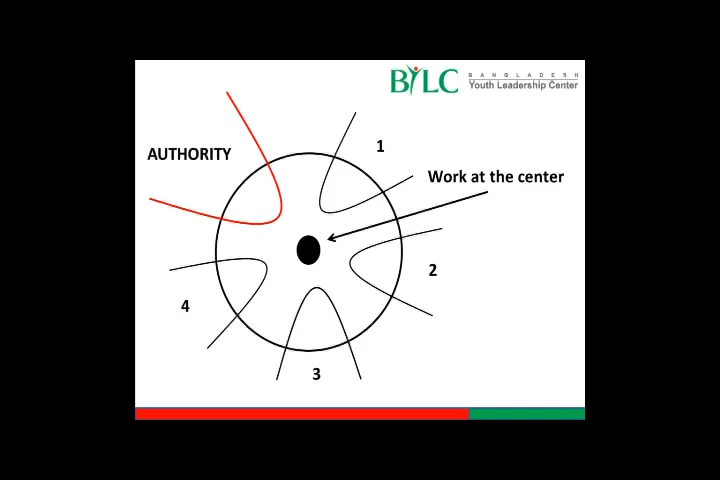 BYLC
BANGLADESH
Youth Leadership Center
1
AUTHORITY
Work at the center
2
4
3